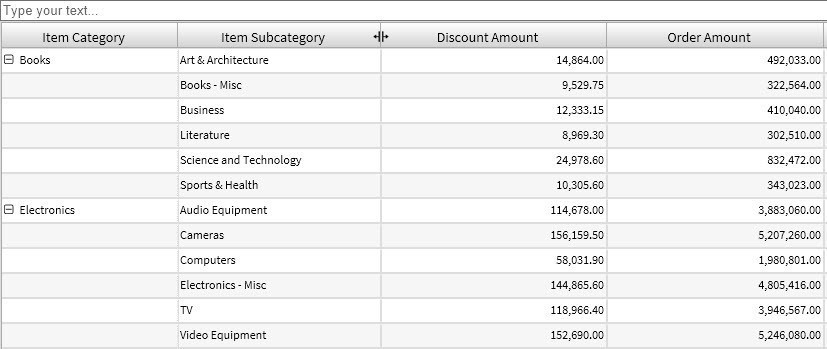 Type your text...
Item Category Item Subcategory Discount Amount Order Amount
Books Art & Architecture 14,864.00 492,033.00
Books - Misc 9,529.75 322,564.00
Business 12,333.15 410,040.00
Literature 8,969.30 302,510.00
Science and Technology 24,978.60 832,472.00
Sports & Health 10,305.60 343,023.00
Electronics Audio Equipment 114,678.00 3,883,060.00
Cameras 156,159.50 5,207,260.00
Computers 58,031.90 1,980,801.00
Electronics - Misc 144,865.60 4,805,416.00
TV 118,966.40 3,946,567.00
Video Equipment 152,690.00 5,246,080.00